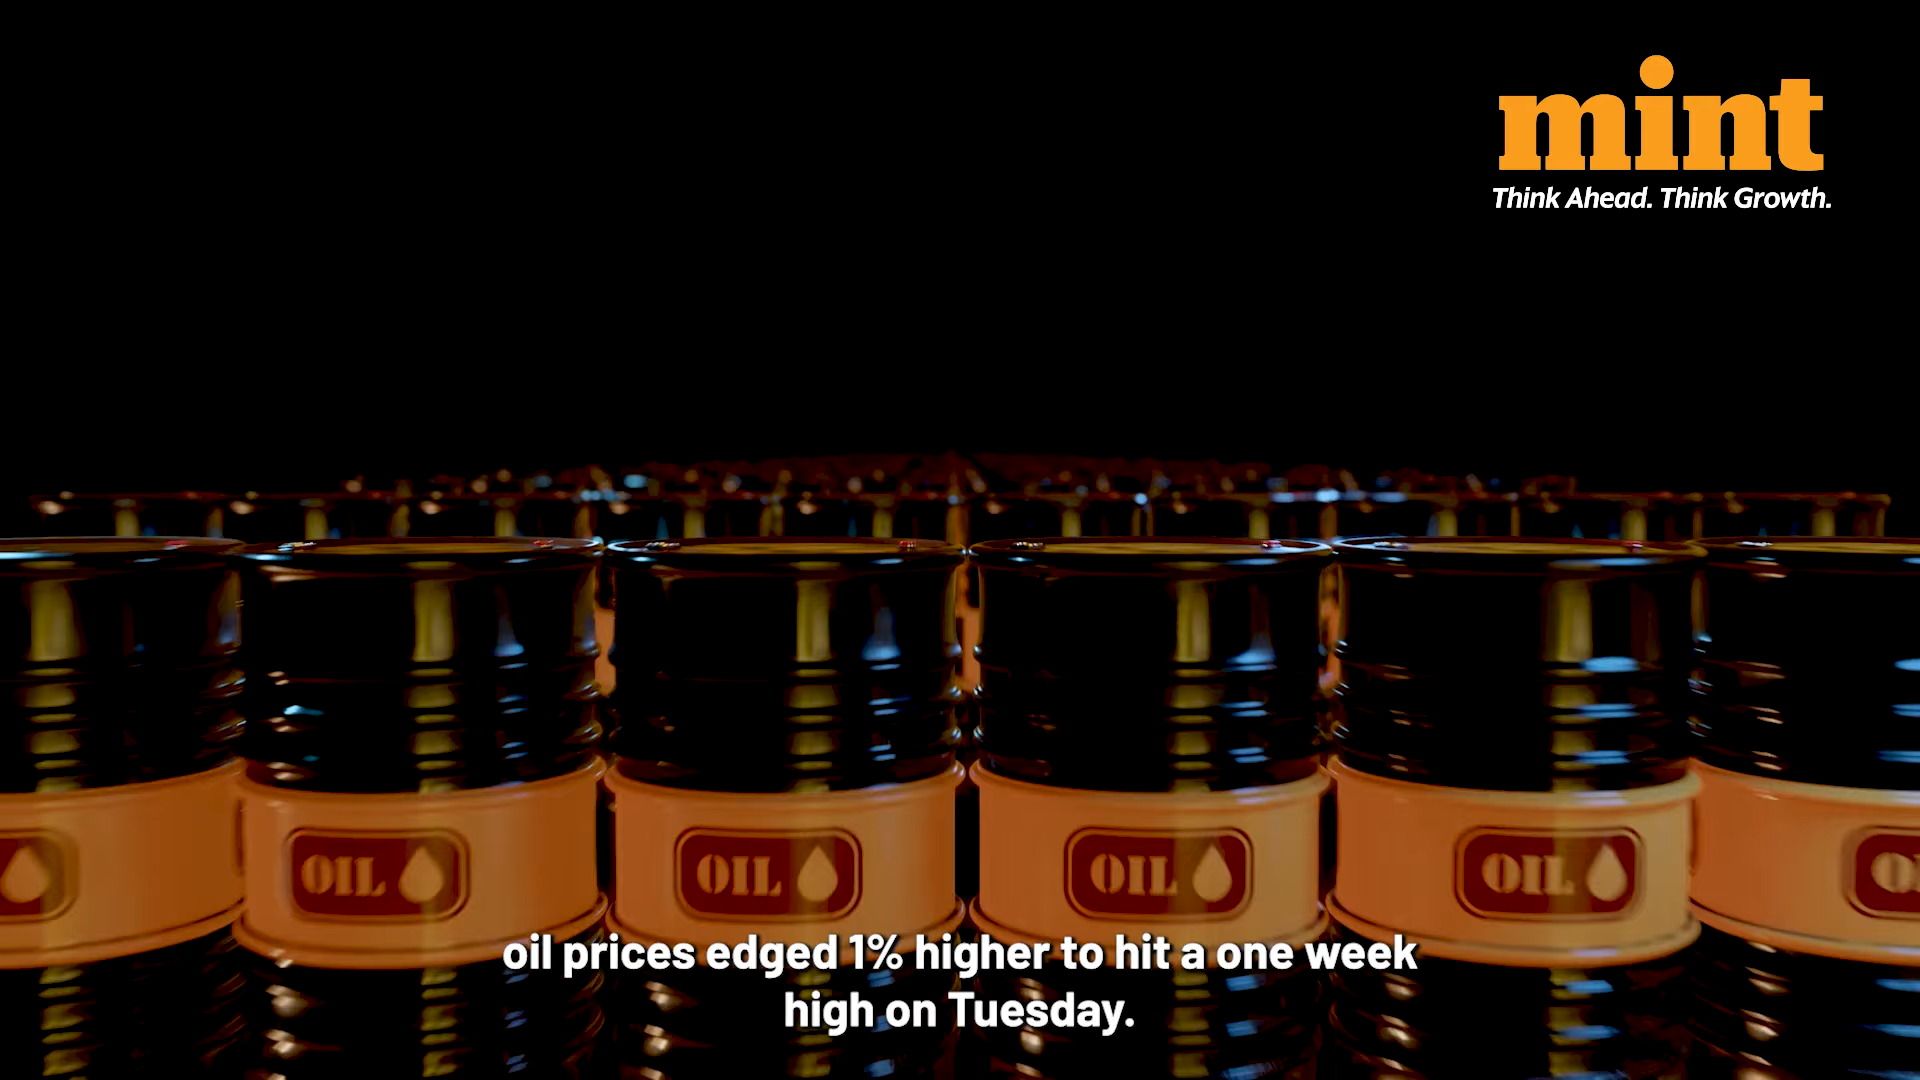 mint
Think Ahead. Think Growth.
OIL
OIL
OIL
OIL
oil prices edged 1% higher to hit a one week
high on Tuesday.